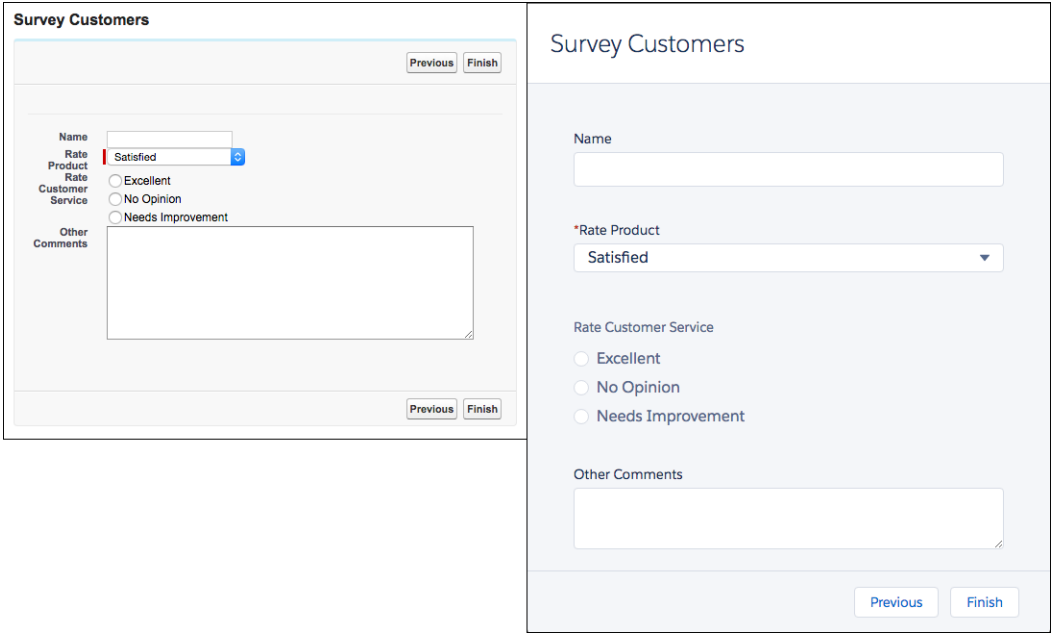 Survey Customers
Previous Finish
Name
Rate Product
Satisfied
Rate Customer Service
Excellent
No Opinion
Needs Improvement
Other Comments
Previous Finish
Survey Customers
Name
*Rate Product
Satisfied
Rate Customer Service
Excellent
No Opinion
Needs Improvement
Other Comments
Previous Finish